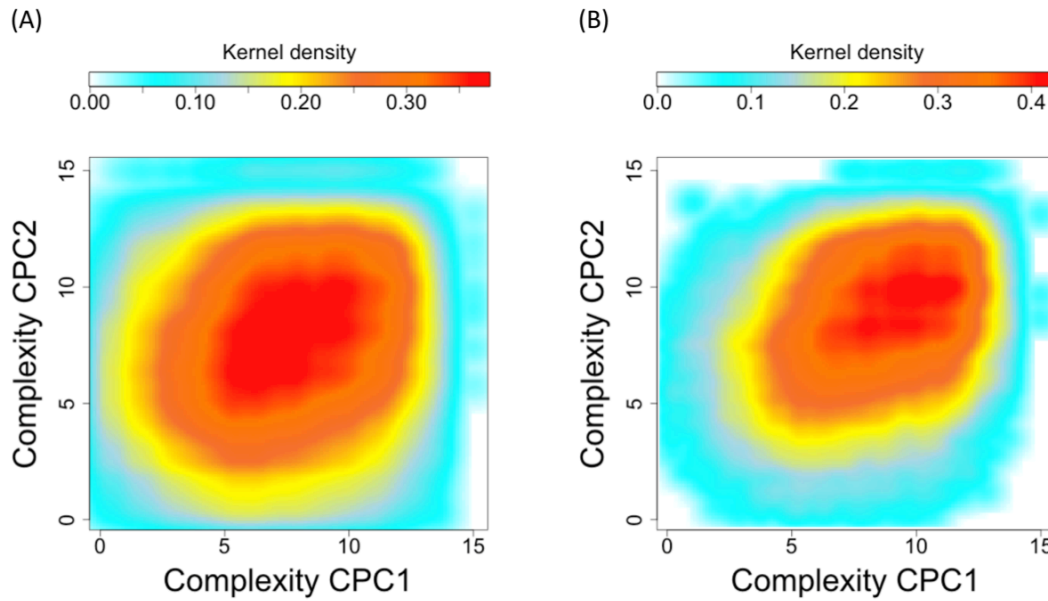 (A)
Kernel density
0.00 0.10 0.20 0.30
15
10
5
0
Complexity CPC2
0 5 10 15
Complexity CPC1
(B)
Kernel density
0.0 0.1 0.2 0.3 0.4
15
10
5
0
Complexity CPC2
0 5 10 15
Complexity CPC1